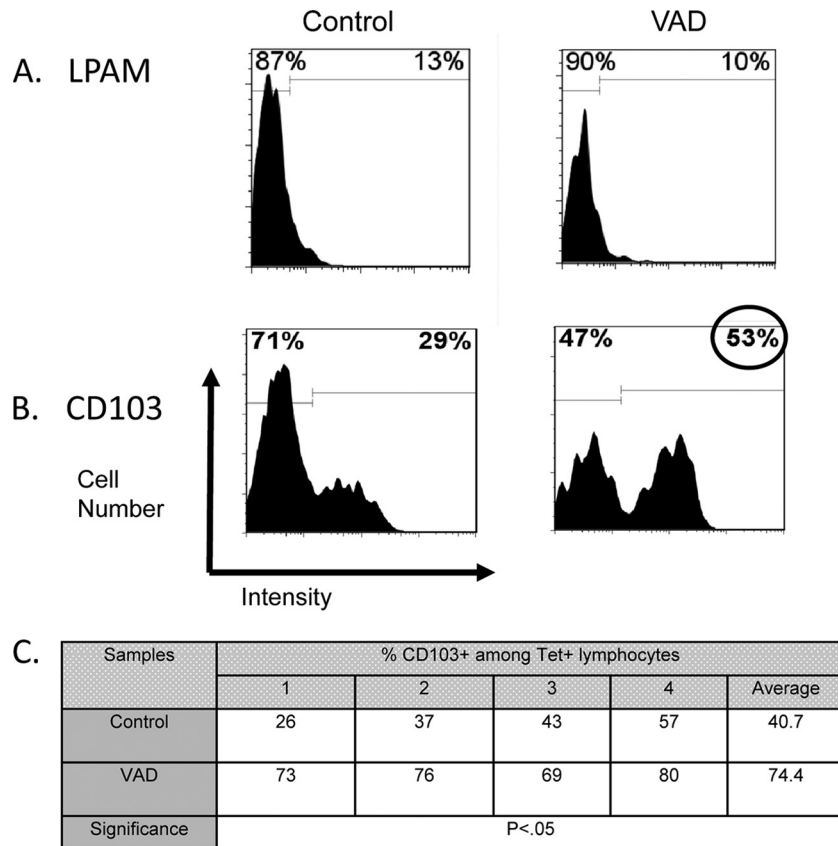 Control VAD
A. LPAM
87% 13% 90% 10%
71% 29% 47% 53%
B. CD103
Cell
Number
Intensity
C.
Samples % CD103+ among Tet+ lymphocytes
1 2 3 4 Average
Control 26 37 43 57 40.7
VAD 73 76 69 80 74.4
Significance P<.05